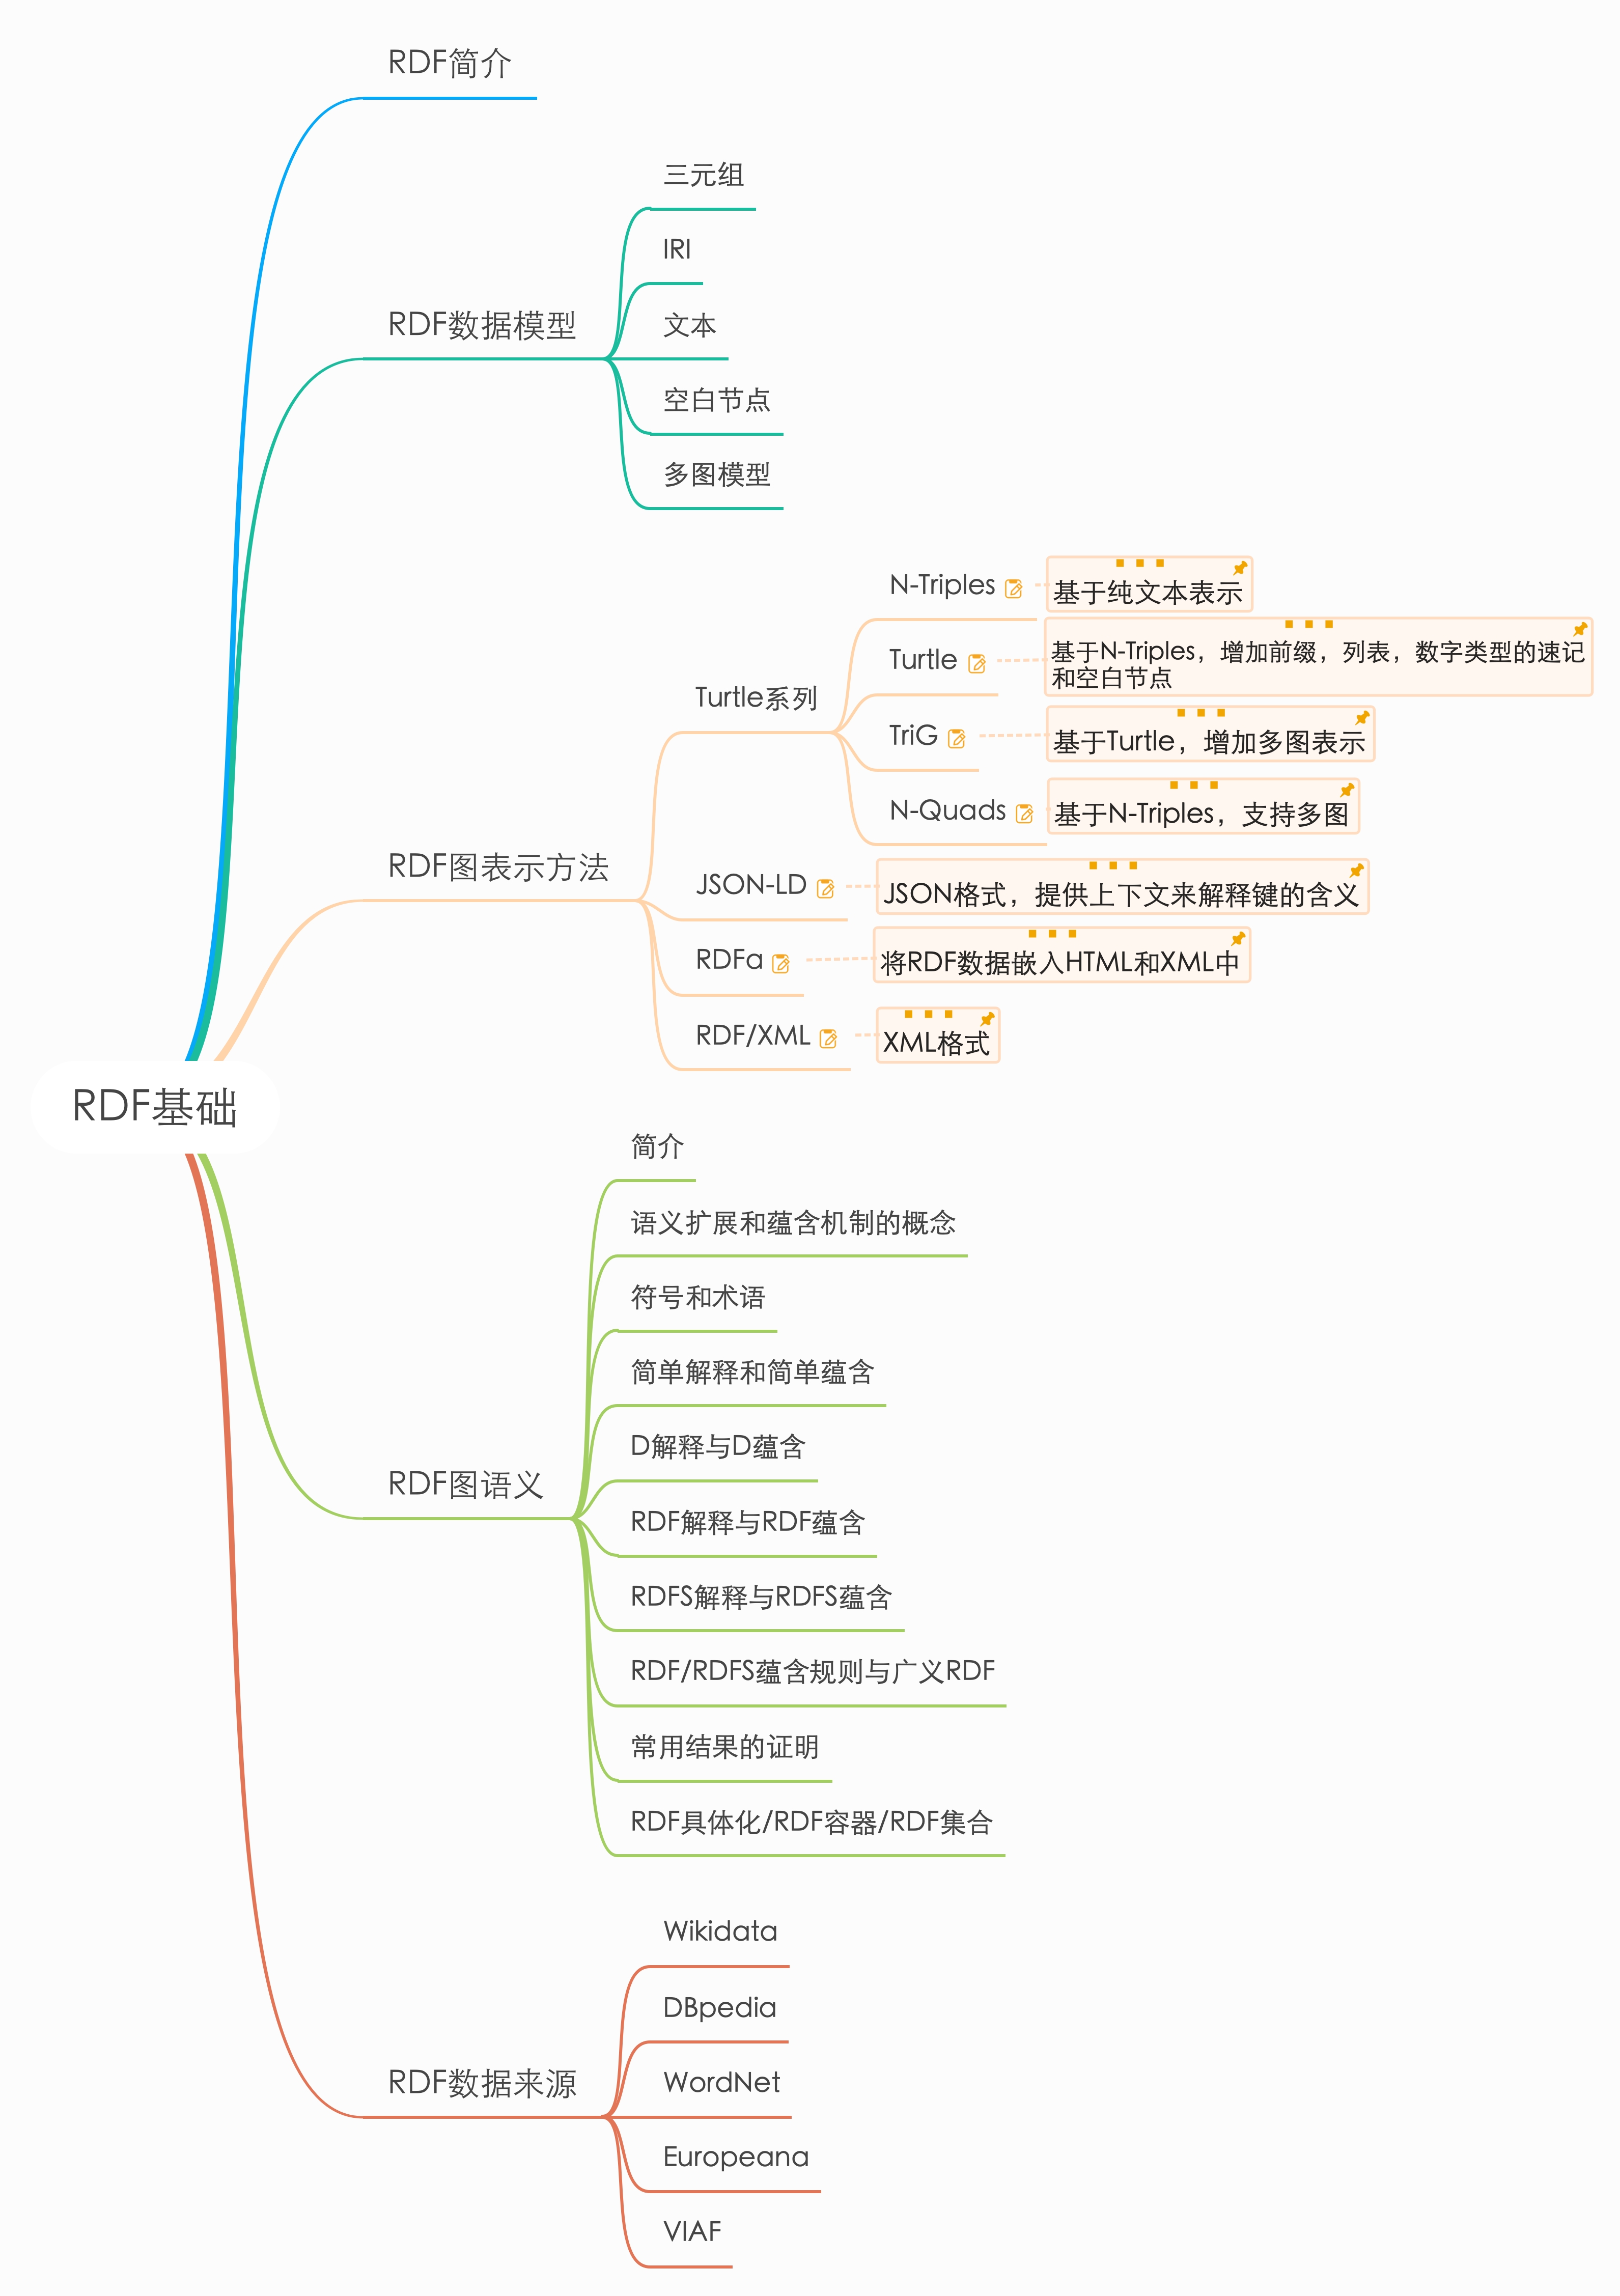 RDF简介
三元组
IRI
RDF数据模型
文本
空白节点
多图模型
N-Triples
基于纯文本表示
Turtle
基于N-Triples，增加前缀，列表，数字类型的速记
和空白节点
Turtle系列
TriG
基于Turtle，增加多图表示
N-Quads
基于N-Triples，支持多图
RDF图表示方法
JSON-LD
JSON格式，提供上下文来解释键的含义
RDFa
将RDF数据嵌入HTML和XML中
RDF/XML
XML格式
RDF基础
简介
语义扩展和蕴含机制的概念
符号和术语
简单解释和简单蕴含
D解释与D蕴含
RDF图语义
RDF解释与RDF蕴含
RDFS解释与RDFS蕴含
RDF/RDFS蕴含规则与广义RDF
常用结果的证明
RDF具体化/RDF容器/RDF集合
Wikidata
DBpedia
RDF数据来源
WordNet
Europeana
VIAF